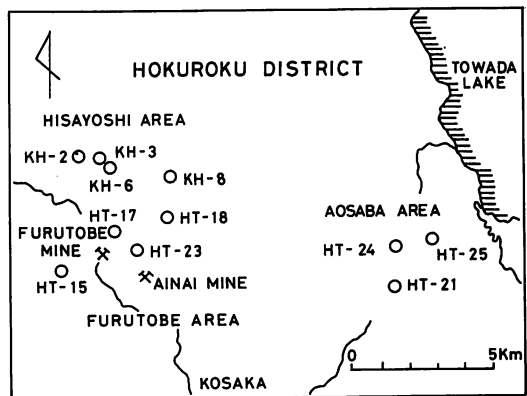 HOKUROKU DISTRICT
TOWADA
LAKE
HISAYOSHI AREA
KH-2
KH-3
KH-6
KH-8
HT-17
HT-18
AOSABA AREA
FURUTOBE
MINE
HT-23
HT-24
HT-25
HT-15
AINAI MINE
HT-21
FURUTOBE AREA
0 5Km
KOSAKA